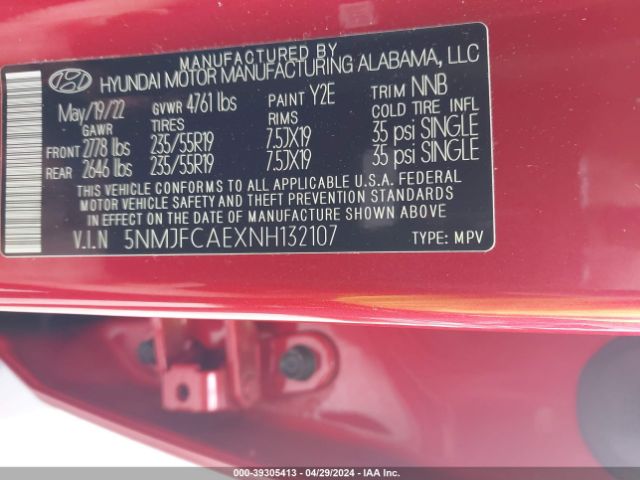 MANUFACTURED BY
HYUNDAI MOTOR MANUFACTURING ALABAMA, LLC
May/19/22 GVWR 4761 lbs PAINT Y2E TRIM NNB
GAWR TIRES RIMS COLD TIRE INFL
FRONT 2778 lbs 235/55R19 7.5JX19 35 psi SINGLE
REAR 2646 lbs 235/55R19 7.5JX19 35 psi SINGLE
THIS VEHICLE CONFORMS TO ALL APPLICABLE U.S.A. FEDERAL
MOTOR VEHICLE SAFETY AND THEFT PREVENTION STANDARDS
IN EFFECT ON THE DATE OF MANUFACTURE SHOWN ABOVE
V.I.N 5NMJFCAEXNH132107 TYPE: MPV
000-39305413 - 04/29/2024 - IAA Inc.